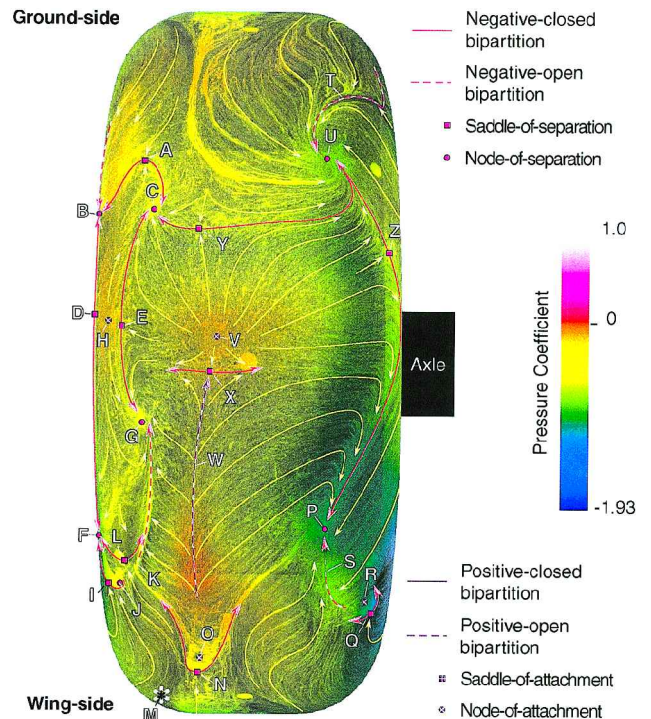 Ground-side
Negative-closed
bipartition
Negative-open
bipartition
Saddle-of-separation
Node-of-separation
T
U
A
C
B
Y
Z
D
E
H
V
X
Axle
G
W
P
F
L
S
R
I
J
K
Q
O
N
M
1.0
0
-1.93
Pressure Coefficient
Positive-closed
bipartition
Positive-open
bipartition
Saddle-of-attachment
Node-of-attachment
Wing-side